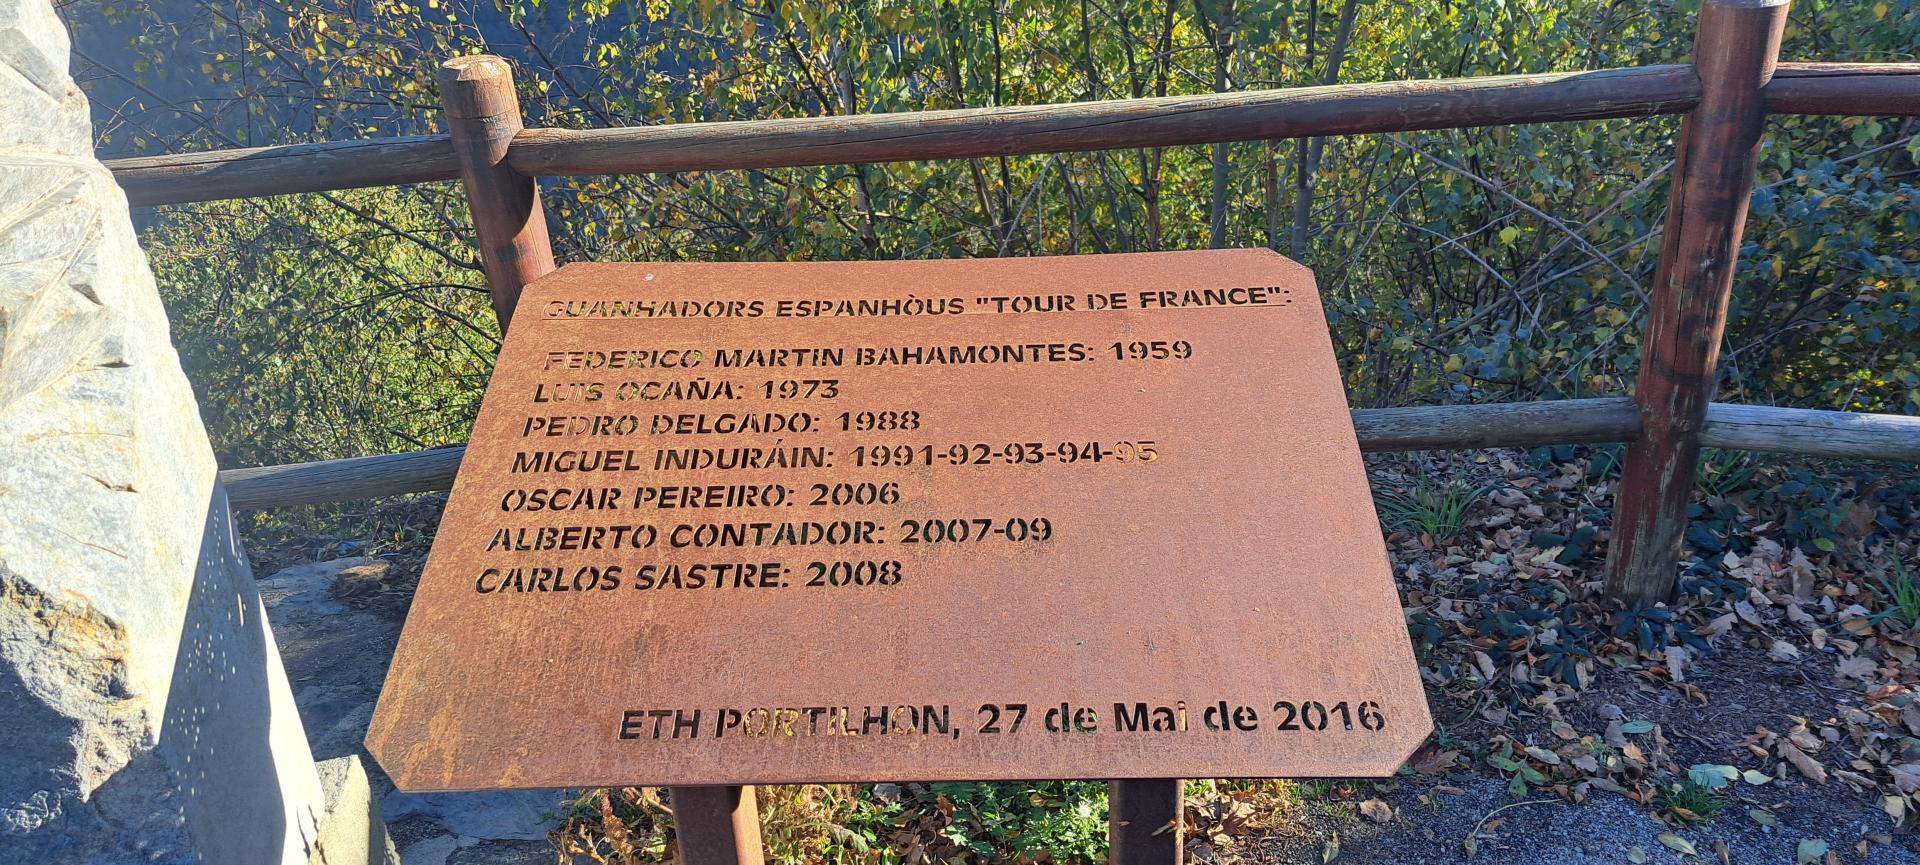 GUANHADORS ESPANHÒUS "TOUR DE FRANCE":
FEDERICO MARTIN BAHAMONTES: 1959
LUIS OCAÑA: 1973
PEDRO DELGADO: 1988
MIGUEL INDURÁIN: 1991-92-93-94-95
OSCAR PEREIRO: 2006
ALBERTO CONTADOR: 2007-09
CARLOS SASTRE: 2008
ETH PORTILHON, 27 de Mai de 2016